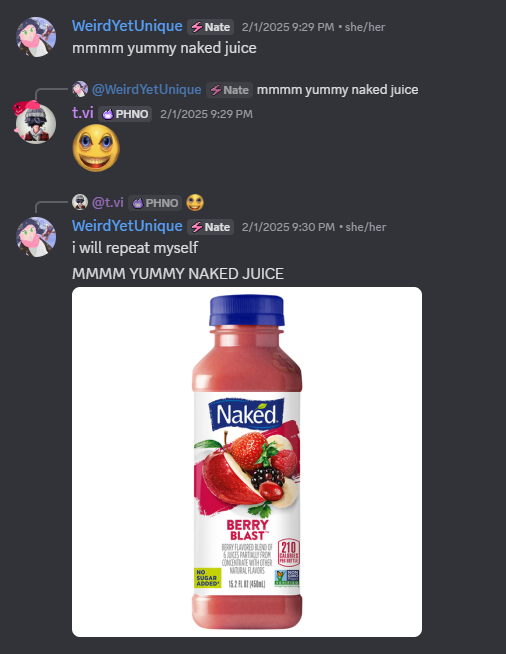 WeirdYetUnique Nate 2/1/2025 9:29 PM • she/her
mmmm yummy naked juice
@WeirdYetUnique Nate mmmm yummy naked juice
t.vi PHNO 2/1/2025 9:29 PM
@t.vi PHNO
WeirdYetUnique Nate 2/1/2025 9:30 PM • she/her
i will repeat myself
MMMM YUMMY NAKED JUICE
Naked
BERRY
BLAST™
BERRY FLAVORED BLEND OF
5 JUICES PARTIALLY FROM
CONCENTRATE WITH OTHER
NATURAL FLAVORS
210
CALORIES
PER BOTTLE
NO
SUGAR
ADDED*
15.2 FL OZ (450mL)